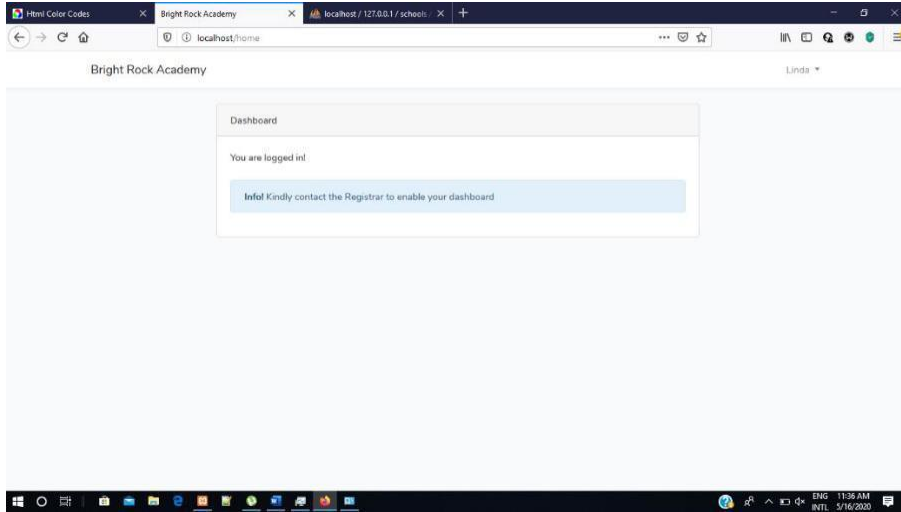 Html Color Codes
Bright Rock Academy
localhost / 127.0.0.1 / schools /
localhost/home
Bright Rock Academy
Linda
Dashboard
You are logged in!
Info! Kindly contact the Registrar to enable your dashboard
ENG 11:36 AM
INTL 5/16/2020